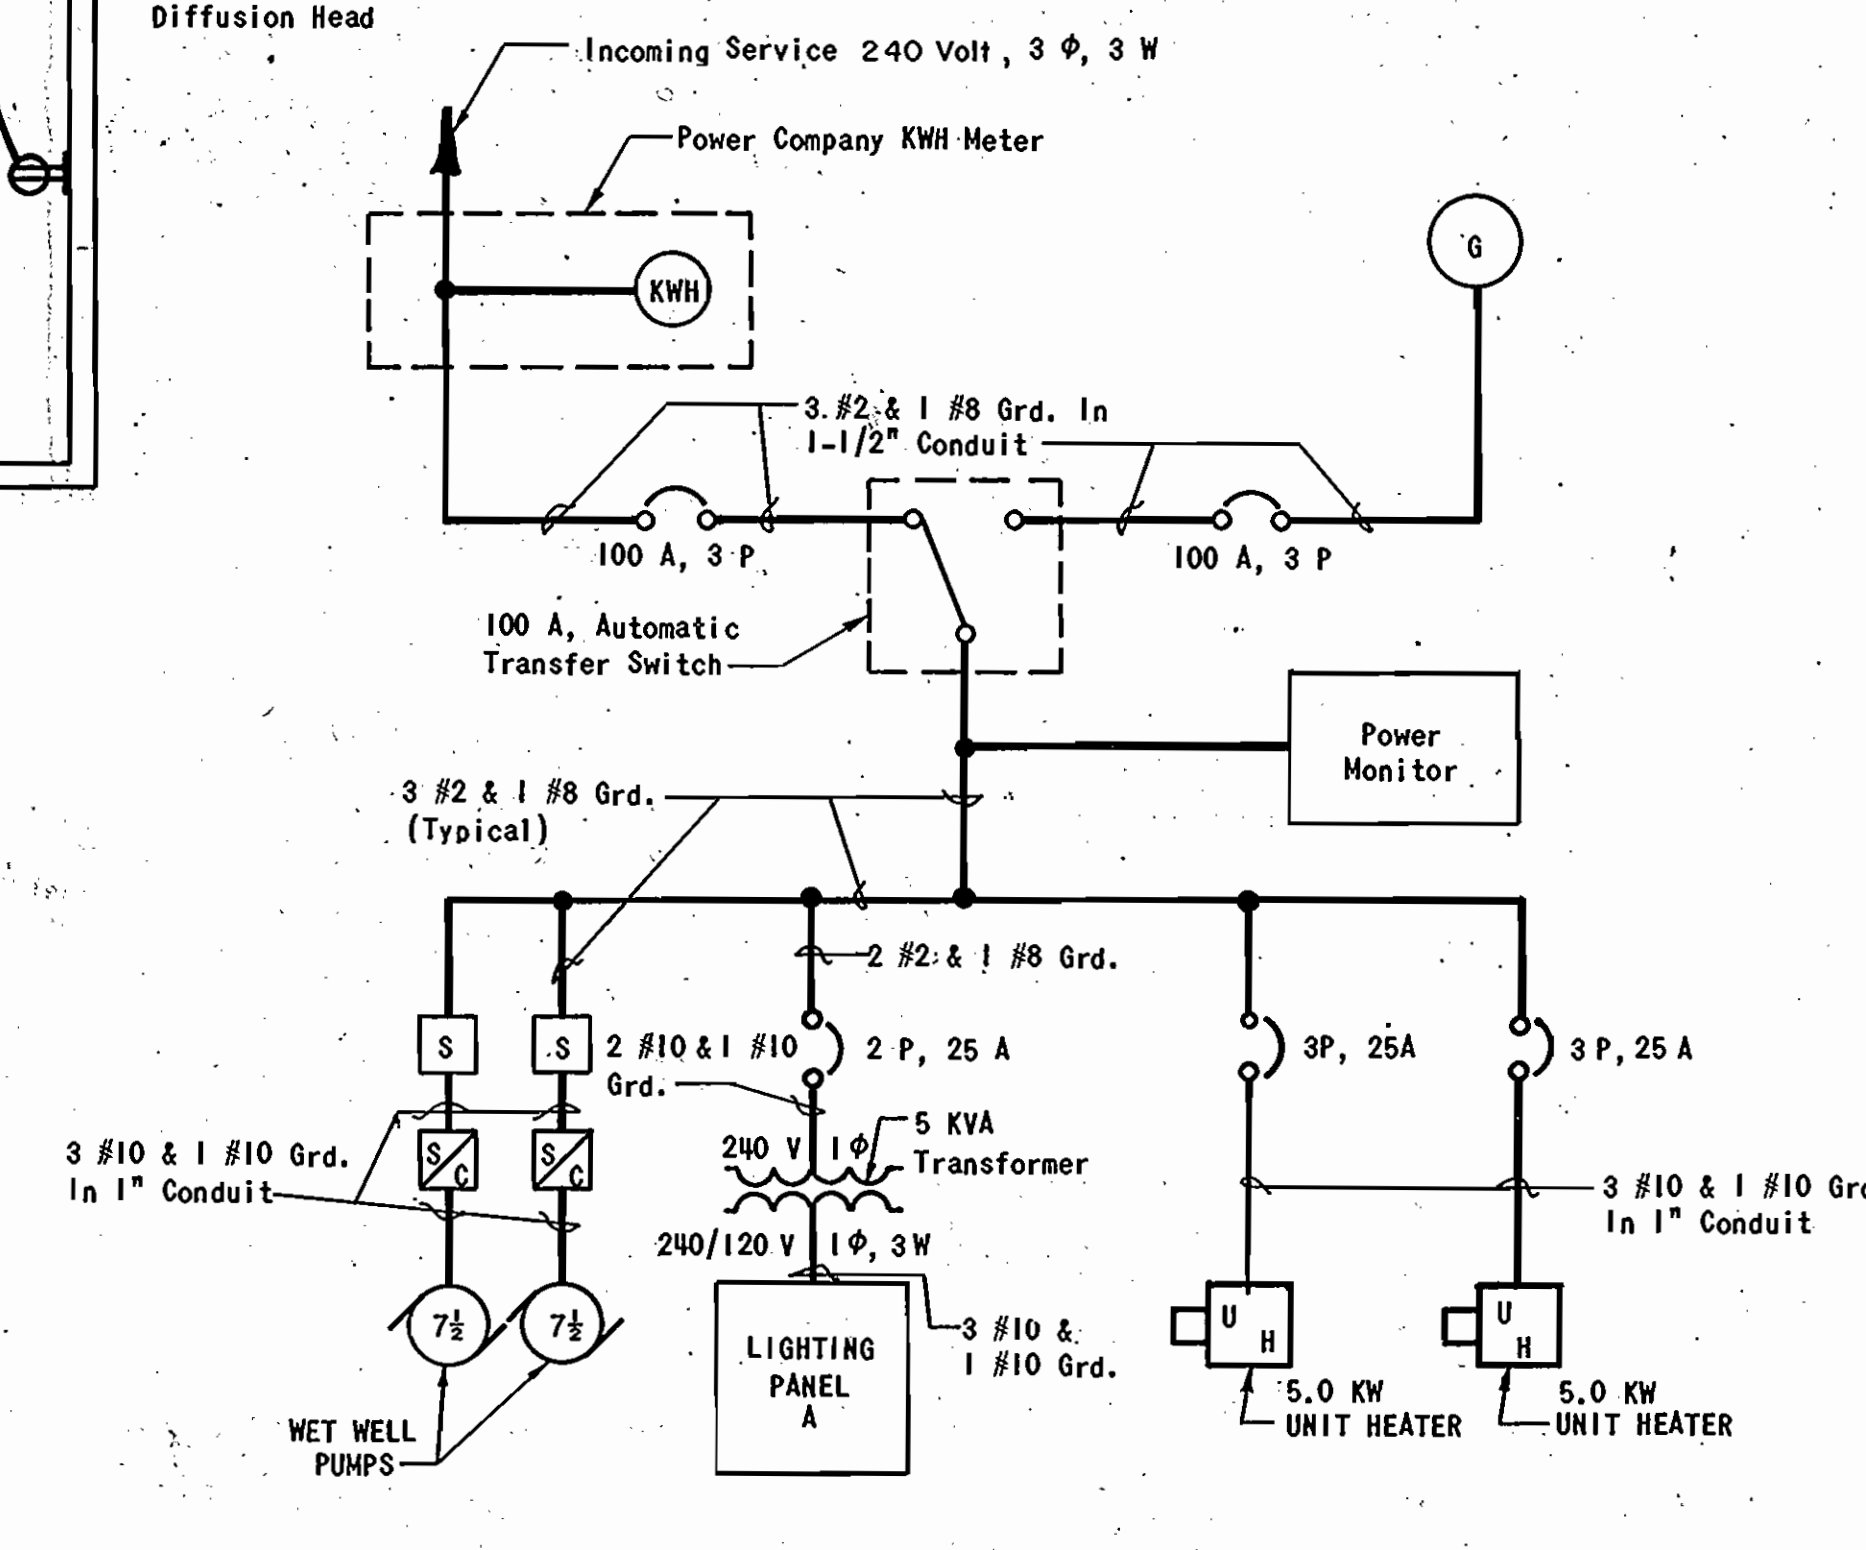 Diffusion Head
Incoming Service 240 Volt, 3 Φ, 3 W
Power Company KWH Meter
G
KWH
3 #2 & 1 #8 Grd. In
1-1/2" Conduit
100 A, 3 P
100 A, 3 P
100 A, Automatic
Transfer Switch
Power
Monitor
3 #2 & 1 #8 Grd.
(Typical)
2 #2 & 1 #8 Grd.
S
S
2 #10 & 1 #10
Grd.
2 P, 25 A
3P, 25A
3 P, 25 A
5 KVA
Transformer
240 V 1 Φ
3 #10 & 1 #10 Grd.
In 1" Conduit
S/C
S/C
3 #10 & 1 #10 Grd
In 1" Conduit
240/120 V 1 Φ, 3 W
7½
7½
LIGHTING
PANEL
A
3 #10 &
1 #10 Grd.
U
H
U
H
5.0 KW
UNIT HEATER
5.0 KW
UNIT HEATER
WET WELL
PUMPS